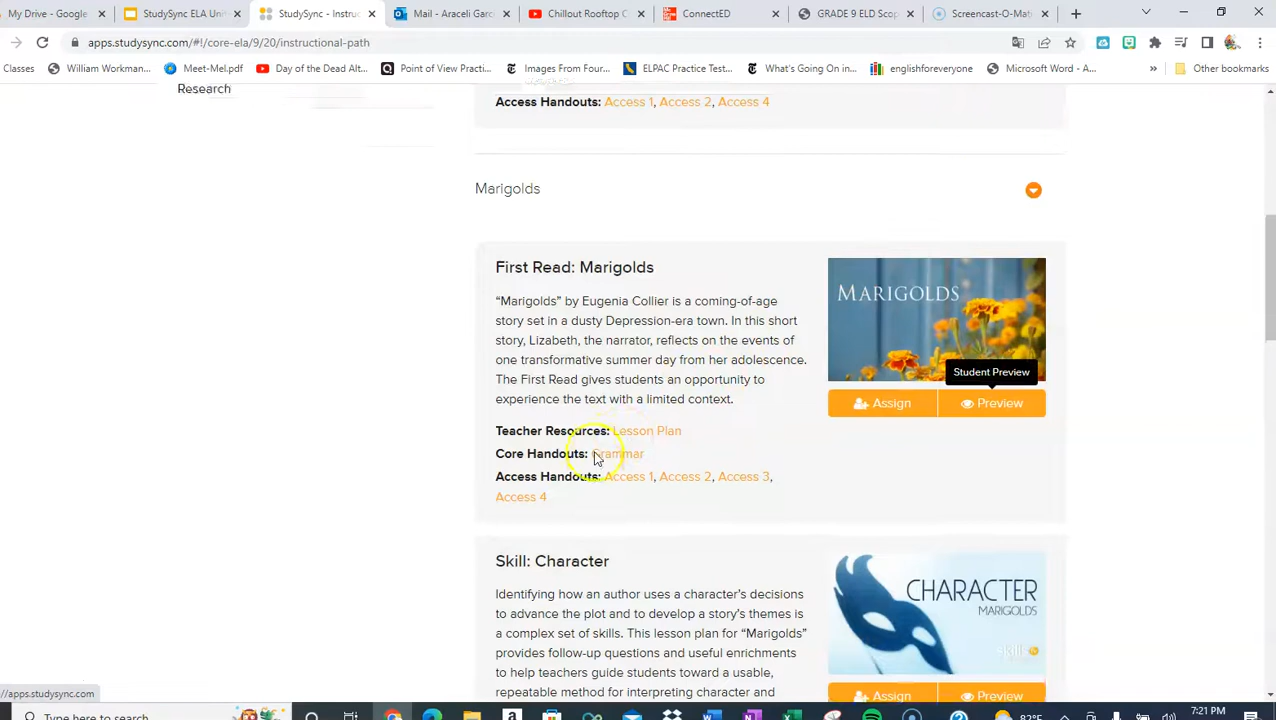 My Drive - Google
StudySync ELA Uni
StudySync - Instruc
Mail - Araceli Garc
Chillout Rooftop C
ConnectED
GRADE 9 ELD Scop
Screencast-O-Mati
apps.studysync.com/#!/core-ela/9/20/instructional-path
Classes
William Workman...
Meet-Mel.pdf
Day of the Dead Alt...
Point of View Practi...
Images From Four...
ELPAC Practice Test...
What's Going on in...
englishforeveryone
Microsoft Word - A...
Other bookmarks
Research
Access Handouts: Access 1, Access 2, Access 4
Marigolds
First Read: Marigolds
“Marigolds” by Eugenia Collier is a coming-of-age
story set in a dusty Depression-era town. In this short
story, Lizabeth, the narrator, reflects on the events of
one transformative summer day from her adolescence.
The First Read gives students an opportunity to
experience the text with a limited context.
Teacher Resources: Lesson Plan
Core Handouts: Grammar
Access Handouts: Access 1, Access 2, Access 3,
Access 4
MARIGOLDS
Student Preview
Assign
Preview
Skill: Character
Identifying how an author uses a character's decisions
to advance the plot and to develop a story's themes is
a complex set of skills. This lesson plan for “Marigolds”
provides follow-up questions and useful enrichments
to help teachers guide students toward a usable,
repeatable method for interpreting character and
CHARACTER
MARIGOLDS
skill
Assign
Preview
//apps.studysync.com
7:21 PM
Type here to search
82°F